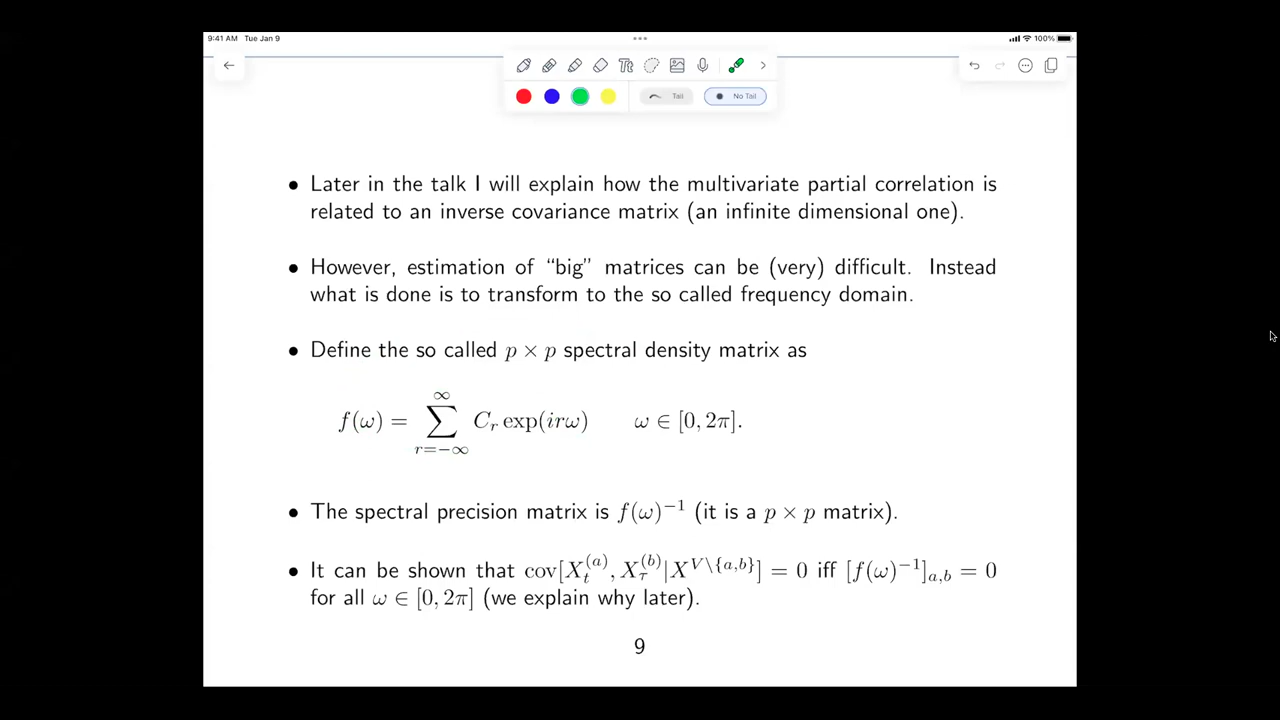 9:41 AM Tue Jan 9
100%
Tail
No Tail
• Later in the talk I will explain how the multivariate partial correlation is
related to an inverse covariance matrix (an infinite dimensional one).
• However, estimation of “big” matrices can be (very) difficult. Instead
what is done is to transform to the so called frequency domain.
• Define the so called p × p spectral density matrix as
f(ω) = ∑_{r=−∞}^{∞} C_r exp(irω)  ω ∈ [0, 2π].
• The spectral precision matrix is f(ω)^{−1} (it is a p × p matrix).
• It can be shown that cov[X_t^{(a)}, X_τ^{(b)}|X^{V\{a,b}}] = 0 iff [f(ω)^{−1}]_{a,b} = 0
for all ω ∈ [0, 2π] (we explain why later).
9